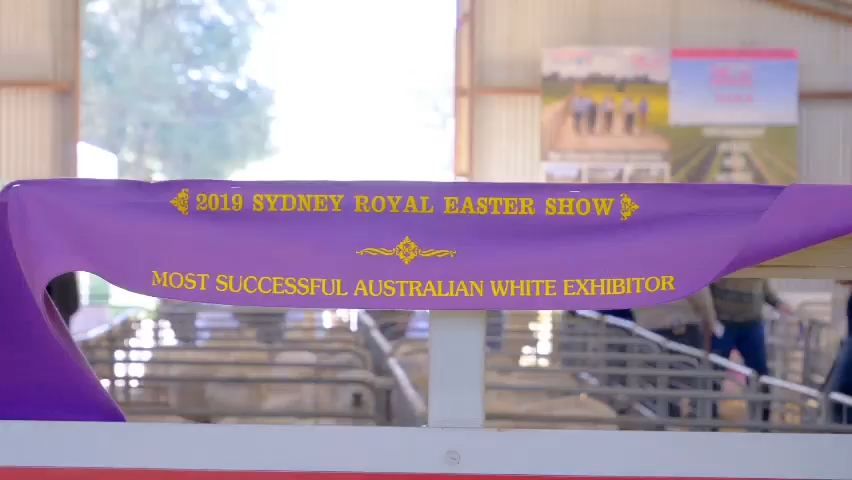 2019 SYDNEY ROYAL EASTER SHOW
MOST SUCCESSFUL AUSTRALIAN WHITE EXHIBITOR